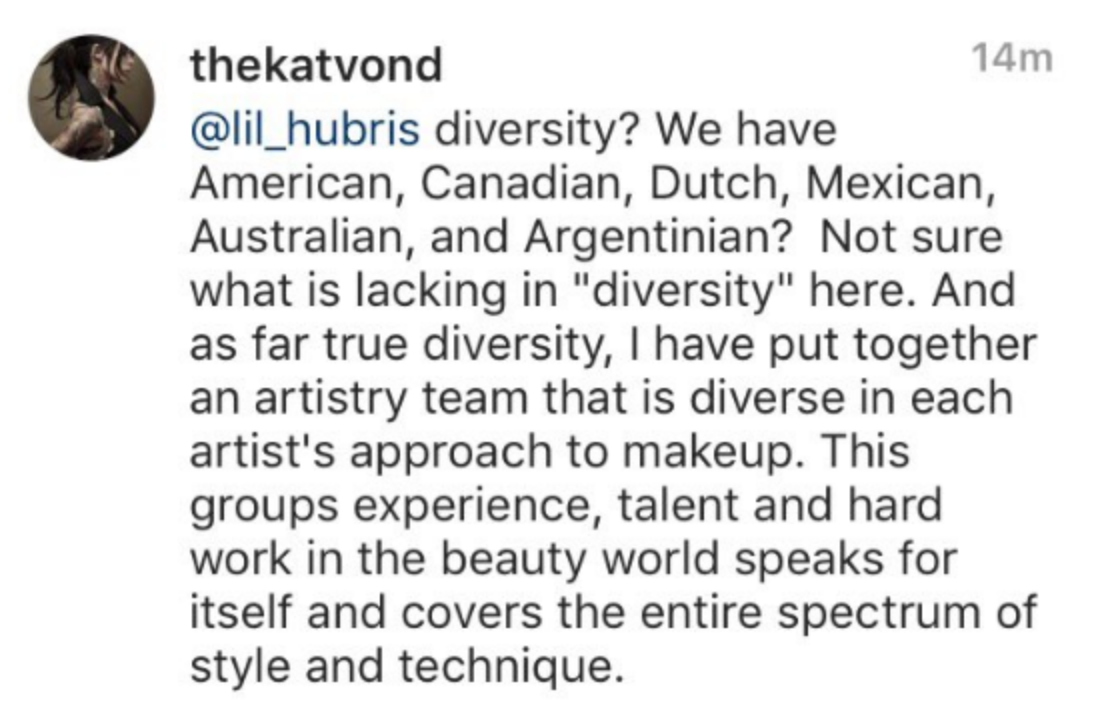 thekatvond 14m
@lil_hubris diversity? We have
American, Canadian, Dutch, Mexican,
Australian, and Argentinian?  Not sure
what is lacking in "diversity" here. And
as far true diversity, I have put together
an artistry team that is diverse in each
artist's approach to makeup. This
groups experience, talent and hard
work in the beauty world speaks for
itself and covers the entire spectrum of
style and technique.